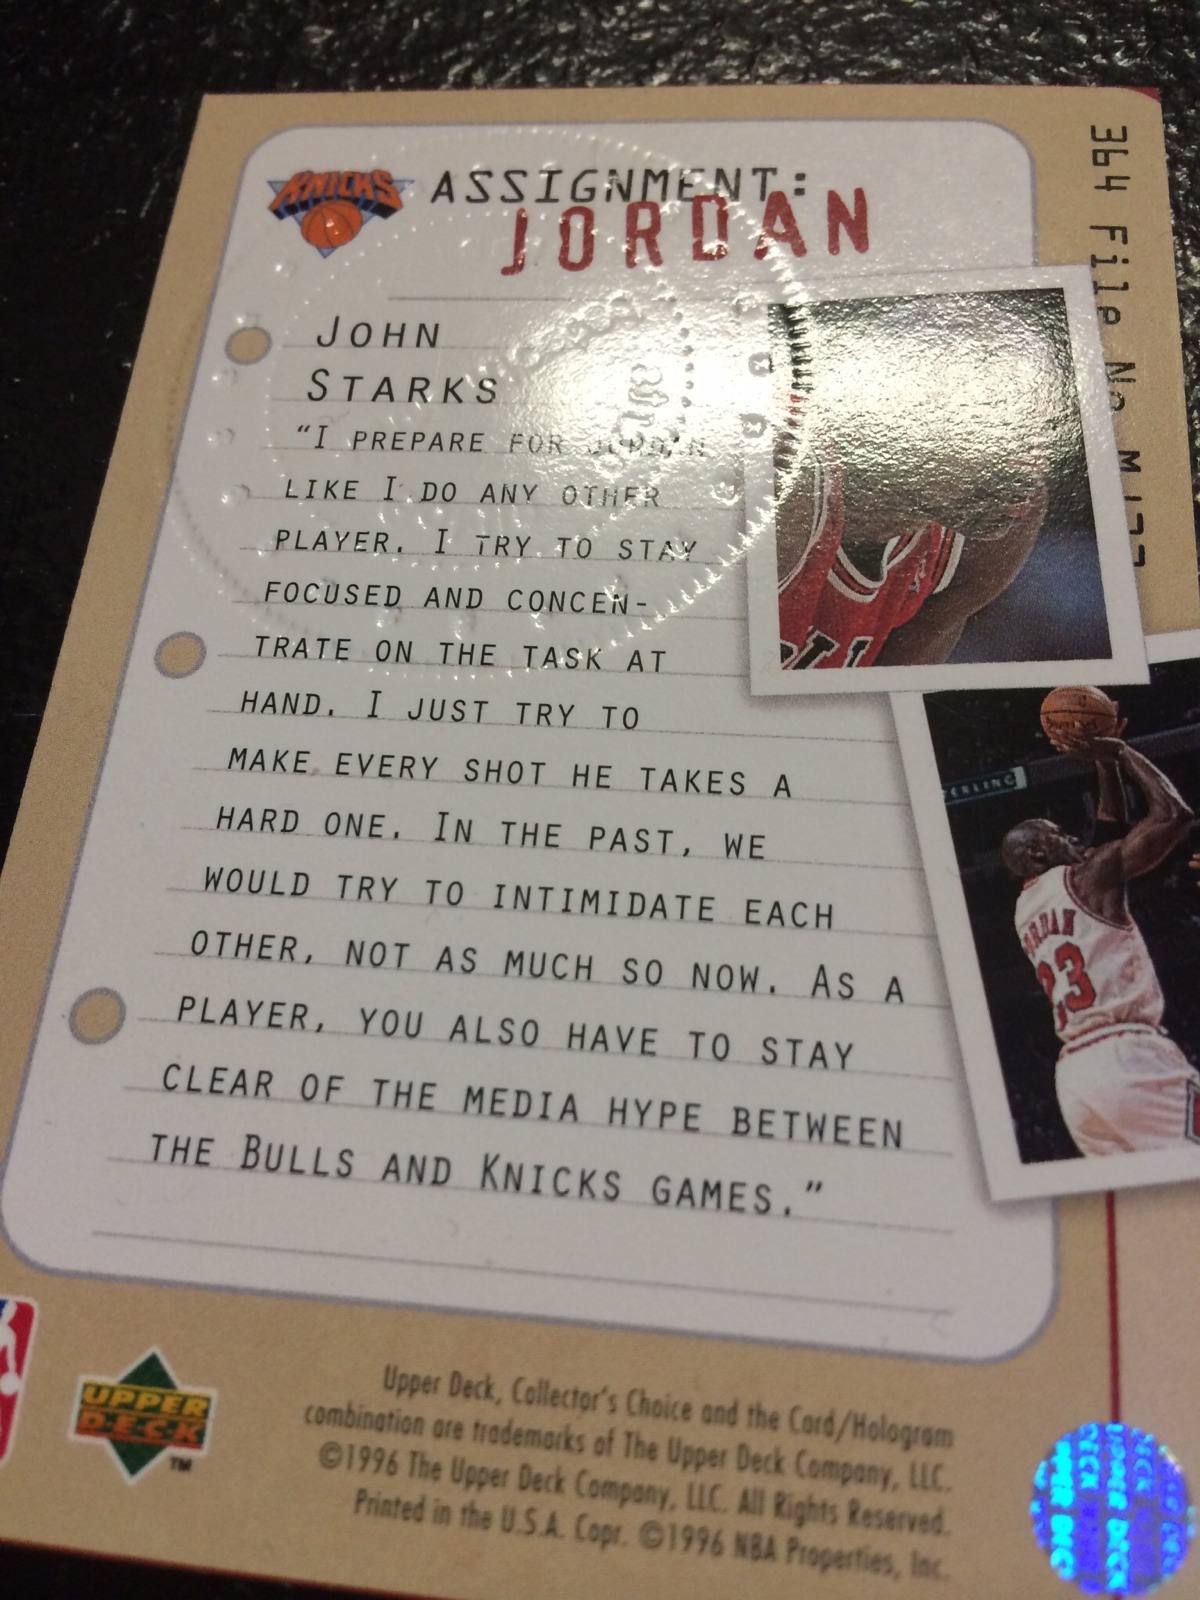 KNICKS
ASSIGNMENT:
JORDAN
JOHN
STARKS
"I PREPARE FOR JORDAN
LIKE I DO ANY OTHER
PLAYER. I TRY TO STAY
FOCUSED AND CONCEN-
TRATE ON THE TASK AT
HAND. I JUST TRY TO
MAKE EVERY SHOT HE TAKES A
HARD ONE. IN THE PAST, WE
WOULD TRY TO INTIMIDATE EACH
OTHER, NOT AS MUCH SO NOW. AS A
PLAYER, YOU ALSO HAVE TO STAY
CLEAR OF THE MEDIA HYPE BETWEEN
THE BULLS AND KNICKS GAMES."
364 File No.
JORDAN
23
UPPER
DECK
TM
Upper Deck, Collector's Choice and the Card/Hologram
combination are trademarks of The Upper Deck Company, LLC.
©1996 The Upper Deck Company, LLC. All Rights Reserved.
Printed in the U.S.A. Copr. ©1996 NBA Properties, Inc.